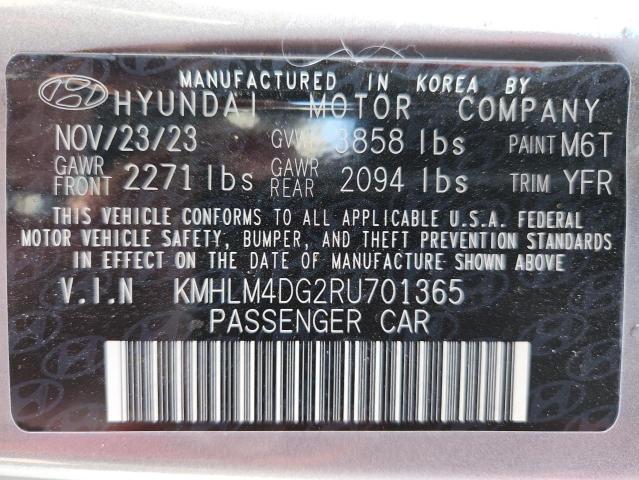 MANUFACTURED IN KOREA BY
HYUNDAI MOTOR COMPANY
NOV/23/23 GVWR 3858 lbs PAINT M6T
GAWR FRONT 2271 lbs GAWR REAR 2094 lbs TRIM YFR
THIS VEHICLE CONFORMS TO ALL APPLICABLE U.S.A. FEDERAL
MOTOR VEHICLE SAFETY, BUMPER, AND THEFT PREVENTION STANDARDS
IN EFFECT ON THE DATE OF MANUFACTURE SHOWN ABOVE
V.I.N KMHLM4DG2RU701365
PASSENGER CAR